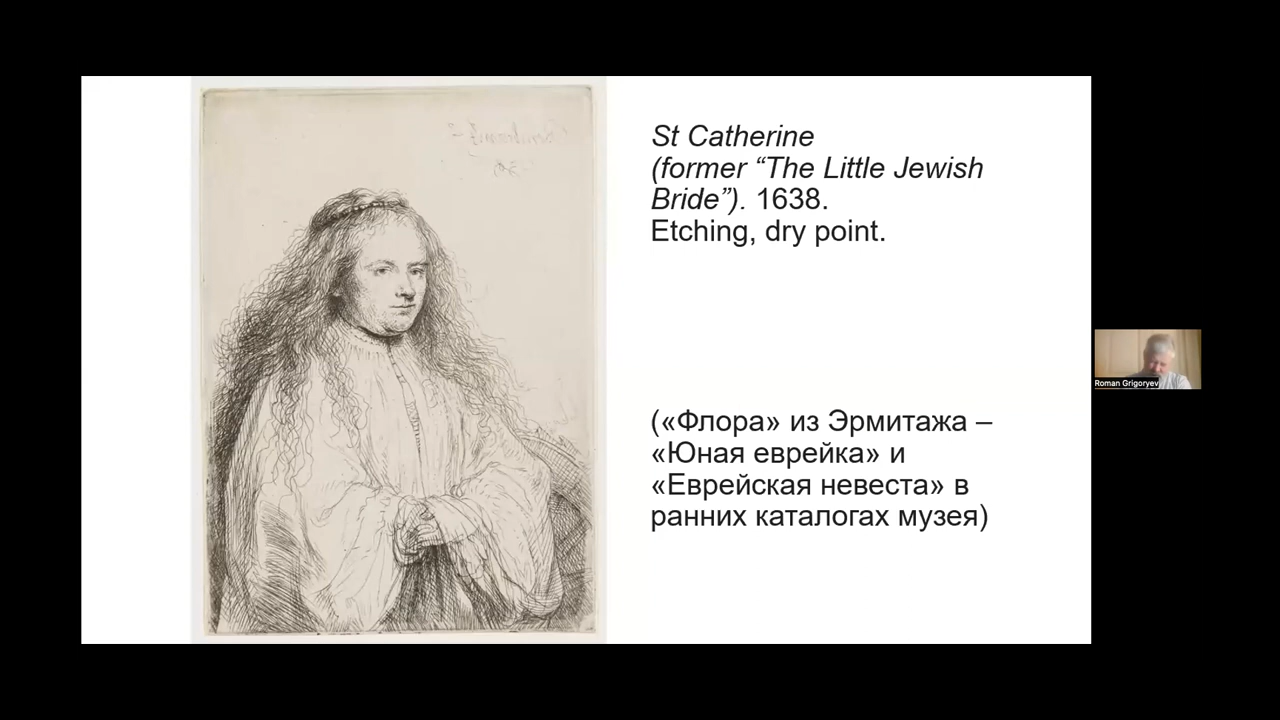 St Catherine
(former “The Little Jewish
Bride”). 1638.
Etching, dry point.
(«Флора» из Эрмитажа –
«Юная еврейка» и
«Еврейская невеста» в
ранних каталогах музея)
Roman Grigoryev